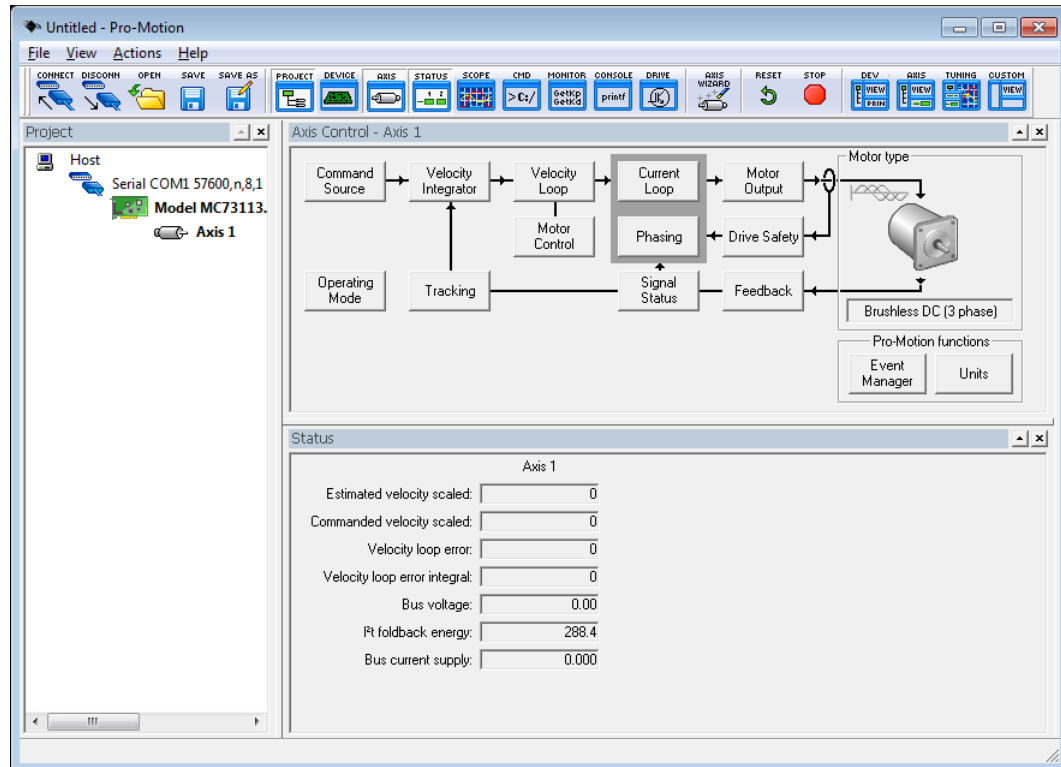 Untitled - Pro-Motion
File View Actions Help
CONNECT DISCONN OPEN SAVE SAVE AS PROJECT DEVICE AXIS STATUS SCOPE CMD MONITOR CONSOLE DRIVE AXIS WIZARD RESET STOP DEV AXIS TUNING CUSTOM
>C:/ GetKp GetKd printf VIEW PRIN VIEW VIEW VIEW
Project
Host
Serial COM1 57600,n,8,1
Model MC73113.
Axis 1
Axis Control - Axis 1
Command Source
Velocity Integrator
Velocity Loop
Current Loop
Motor Output
Motor type
Motor Control
Phasing
Drive Safety
Operating Mode
Tracking
Signal Status
Feedback
Brushless DC (3 phase)
Pro-Motion functions
Event Manager
Units
Status
Axis 1
Estimated velocity scaled: 0
Commanded velocity scaled: 0
Velocity loop error: 0
Velocity loop error integral: 0
Bus voltage: 0.00
I²t foldback energy: 288.4
Bus current supply: 0.000